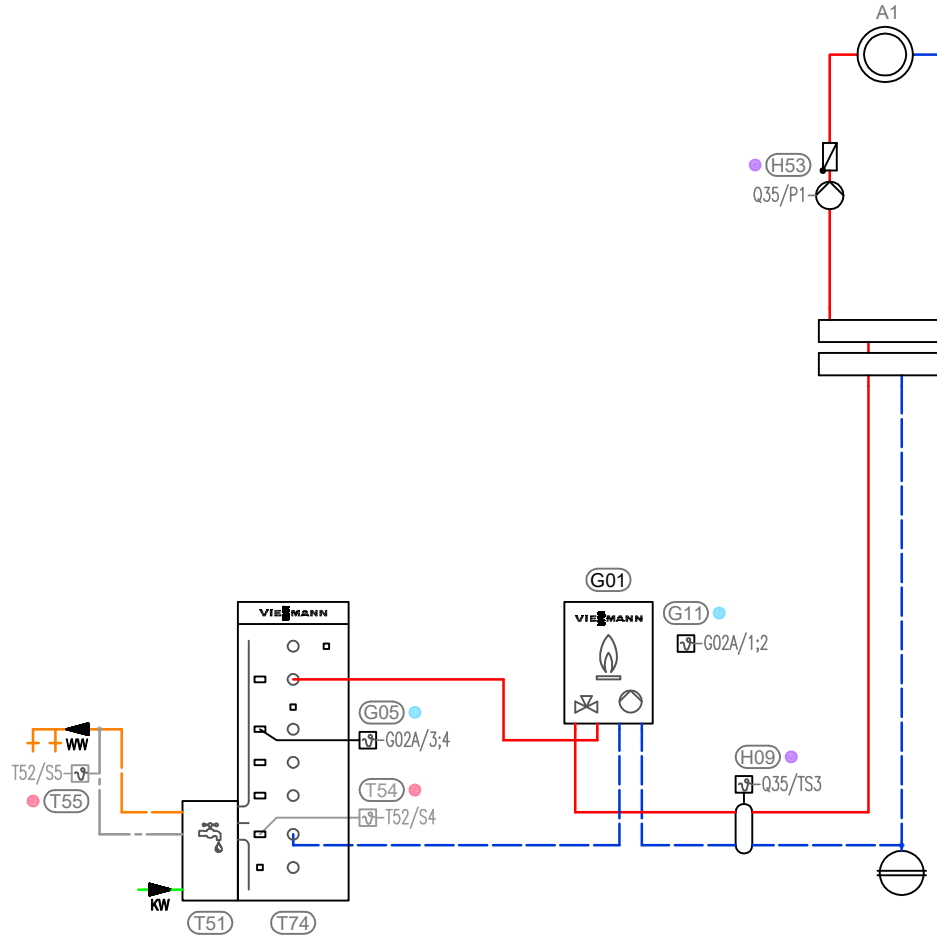 A1
H53
Q35/P1
G01
VIESMANN
VIESMANN
G11
G02A/1;2
G05
G02A/3;4
WW
T52/S5
T55
H09
Q35/TS3
T54
T52/S4
KW
T51
T74